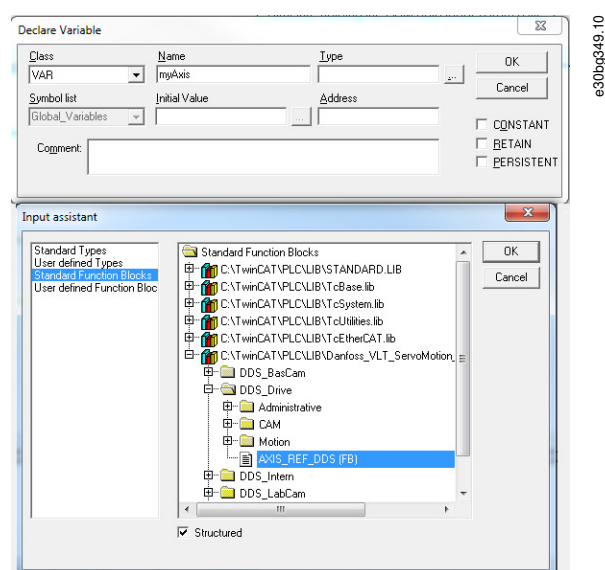 Declare Variable
Class
Name
Type
VAR
myAxis
...
OK
Cancel
Symbol list
Initial Value
Address
Global_Variables
...
CONSTANT
RETAIN
PERSISTENT
Comment:
e30bg349.10
Input assistant
Standard Types
User defined Types
Standard Function Blocks
User defined Function Bloc
Standard Function Blocks
C:\TwinCAT\PLC\LIB\STANDARD.LIB
C:\TwinCAT\PLC\LIB\TcBase.lib
C:\TwinCAT\PLC\LIB\TcSystem.lib
C:\TwinCAT\PLC\LIB\TcUtilities.lib
C:\TwinCAT\PLC\LIB\TcEtherCAT.lib
C:\TwinCAT\PLC\LIB\Danfoss_VLT_ServoMotion_
DDS_BasCam
DDS_Drive
Administrative
CAM
Motion
AXIS_REF_DDS (FB)
DDS_Intern
DDS_LabCam
OK
Cancel
Structured